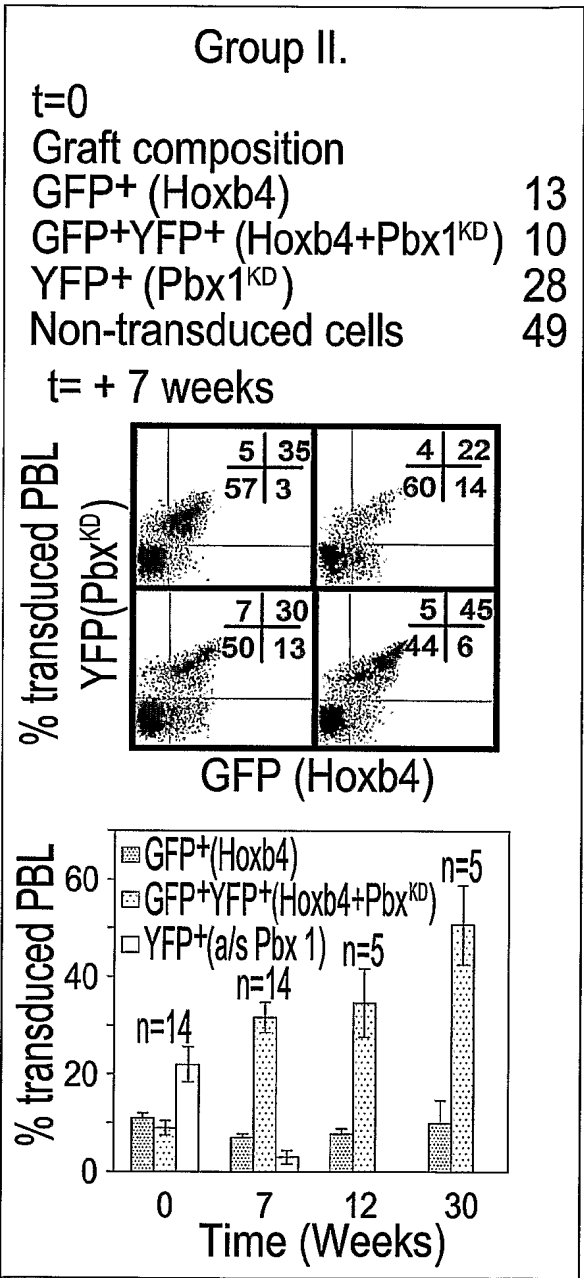 Group II.
t=0
Graft composition
GFP+ (Hoxb4) 13
GFP+YFP+ (Hoxb4+Pbx1KD) 10
YFP+ (Pbx1KD) 28
Non-transduced cells 49
t= + 7 weeks
% transduced PBL
YFP(PbxKD)
5 35
57 3
4 22
60 14
7 30
50 13
5 45
44 6
GFP (Hoxb4)
% transduced PBL
60
40
20
0
GFP+(Hoxb4)
GFP+YFP+(Hoxb4+PbxKD)
YFP+(a/s Pbx 1)
n=14
n=14
n=5
n=5
0 7 12 30
Time (Weeks)